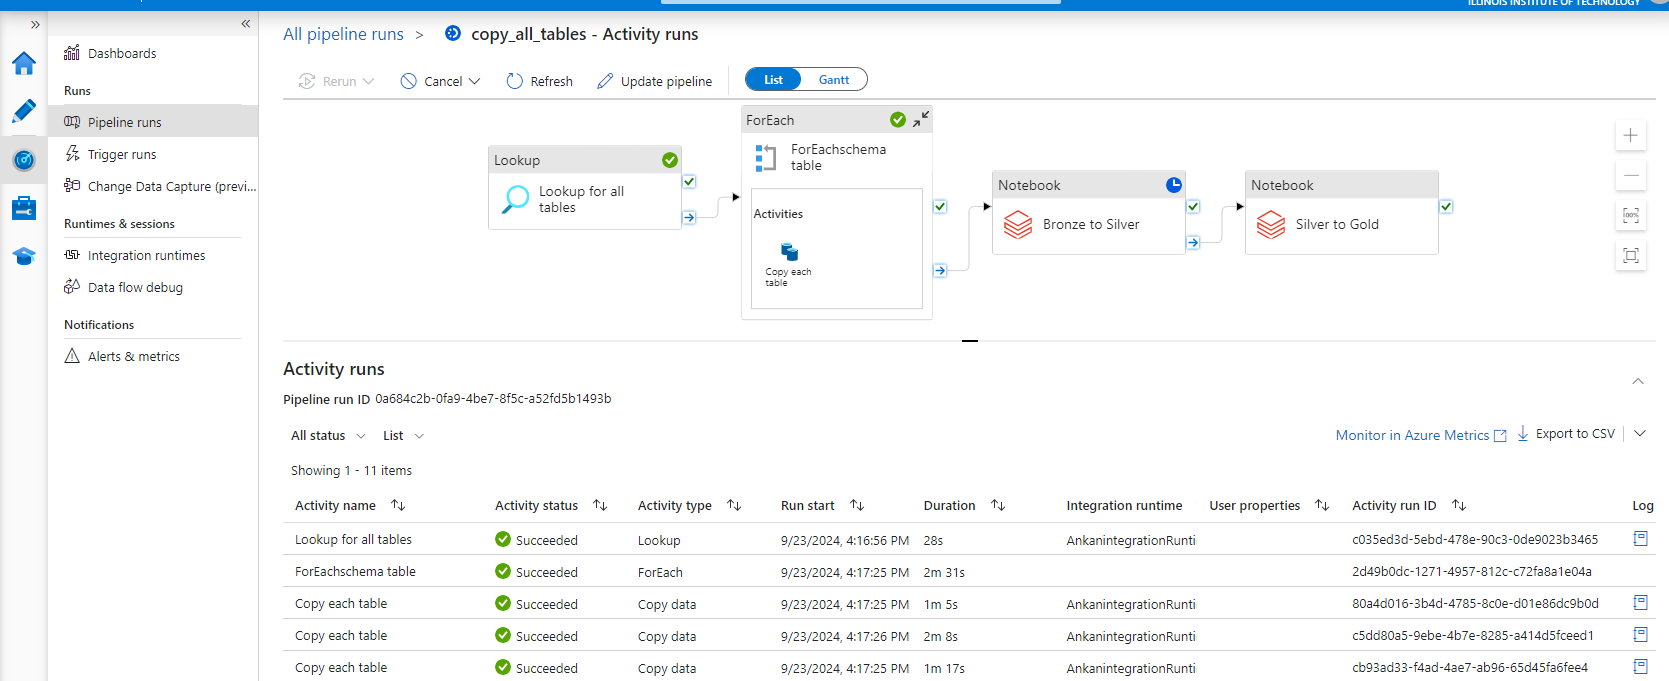 ILLINOIS INSTITUTE OF TECHNOLOGY
Dashboards
Runs
Pipeline runs
Trigger runs
Change Data Capture (previ...
Runtimes & sessions
Integration runtimes
Data flow debug
Notifications
Alerts & metrics
All pipeline runs > copy_all_tables - Activity runs
Rerun Cancel Refresh Update pipeline List Gantt
Lookup
Lookup for all
tables
ForEach
ForEachschema
table
Activities
Copy each
table
Notebook
Bronze to Silver
Notebook
Silver to Gold
100%
Activity runs
Pipeline run ID 0a684c2b-0fa9-4be7-8f5c-a52fd5b1493b
All status List
Monitor in Azure Metrics Export to CSV
Showing 1 - 11 items
Activity name Activity status Activity type Run start Duration Integration runtime User properties Activity run ID Log
Lookup for all tables Succeeded Lookup 9/23/2024, 4:16:56 PM 28s AnkanintegrationRunti c035ed3d-5ebd-478e-90c3-0de9023b3465
ForEachschema table Succeeded ForEach 9/23/2024, 4:17:25 PM 2m 31s 2d49b0dc-1271-4957-812c-c72fa8a1e04a
Copy each table Succeeded Copy data 9/23/2024, 4:17:25 PM 1m 5s AnkanintegrationRunti 80a4d016-3b4d-4785-8c0e-d01e86dc9b0d
Copy each table Succeeded Copy data 9/23/2024, 4:17:26 PM 2m 8s AnkanintegrationRunti c5dd80a5-9ebe-4b7e-8285-a414d5fceed1
Copy each table Succeeded Copy data 9/23/2024, 4:17:25 PM 1m 17s AnkanintegrationRunti cb93ad33-f4ad-4ae7-ab96-65d45fa6fee4